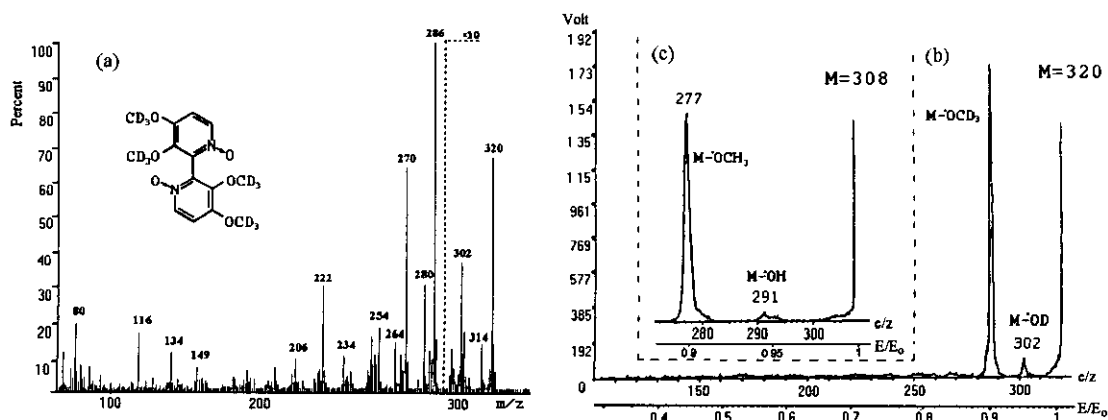 (a)
Percent
100
90
80
70
60
50
40
30
20
10
CD₃O
CD₃O
N
O
O
N
OCD₃
OCD₃
80
116
134
149
206
222
234
254
264
270
280
286
302
314
320
100
200
300
m/z
Volt
192
173
154
135
115
961
769
577
385
192
0
(c)
M=308
277
M-·OCH₃
M-·OH
291
280
290
300
c/z
0.9
0.95
1
E/E₀
(b)
M=320
M-·OCD₃
M-·OD
302
150
200
250
300
c/z
0.4
0.5
0.6
0.7
0.8
0.9
1
E/E₀